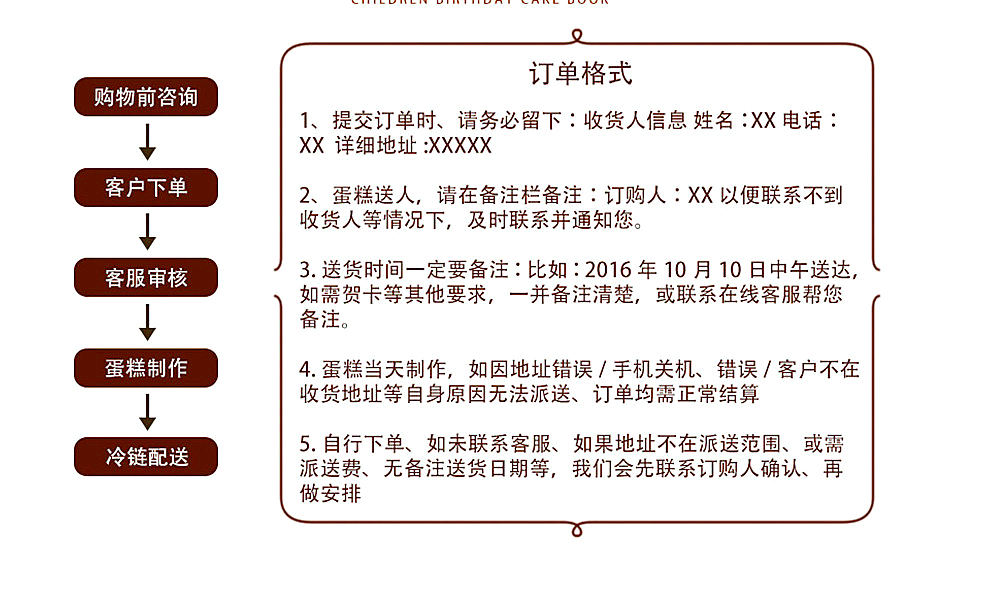 CHILDREN BIRTHDAY CAKE BOOK
购物前咨询
客户下单
客服审核
蛋糕制作
冷链配送
订单格式
1、提交订单时、请务必留下：收货人信息 姓名：XX 电话：
XX 详细地址:XXXXX
2、蛋糕送人，请在备注栏备注：订购人：XX 以便联系不到
收货人等情况下，及时联系并通知您。
3. 送货时间一定要备注：比如：2016 年 10 月 10 日中午送达,
如需贺卡等其他要求，一并备注清楚，或联系在线客服帮您
备注。
4. 蛋糕当天制作，如因地址错误 / 手机关机、错误 / 客户不在
收货地址等自身原因无法派送、订单均需正常结算
5. 自行下单、如未联系客服、如果地址不在派送范围、或需
派送费、无备注送货日期等，我们会先联系订购人确认、再
做安排